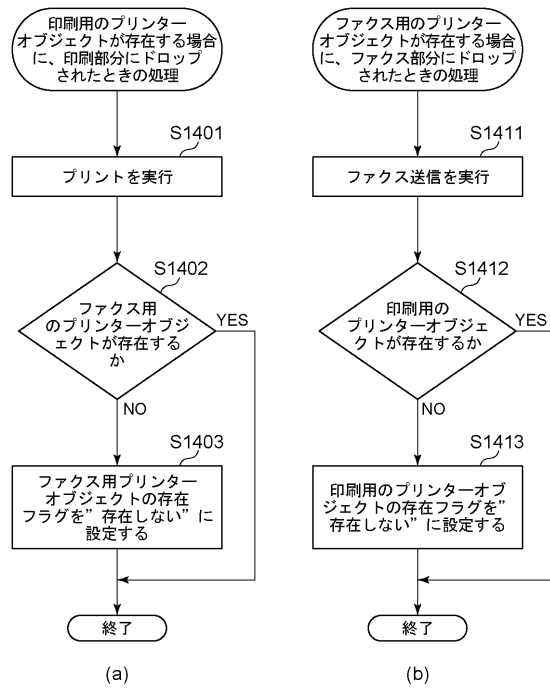 印刷用のプリンター
オブジェクトが存在する場合
に、印刷部分にドロップ
されたときの処理
S1401
プリントを実行
S1402
ファクス用
のプリンターオブジ
ェクトが存在する
か
YES
NO
S1403
ファクス用プリンター
オブジェクトの存在
フラグを”存在しない”に
設定する
終了
(a)
ファクス用のプリンター
オブジェクトが存在する場合
に、ファクス部分にドロップ
されたときの処理
S1411
ファクス送信を実行
S1412
印刷用の
プリンターオブジェ
クトが存在するか
YES
NO
S1413
印刷用のプリンターオブ
ジェクトの存在フラグを”
存在しない”に設定する
終了
(b)